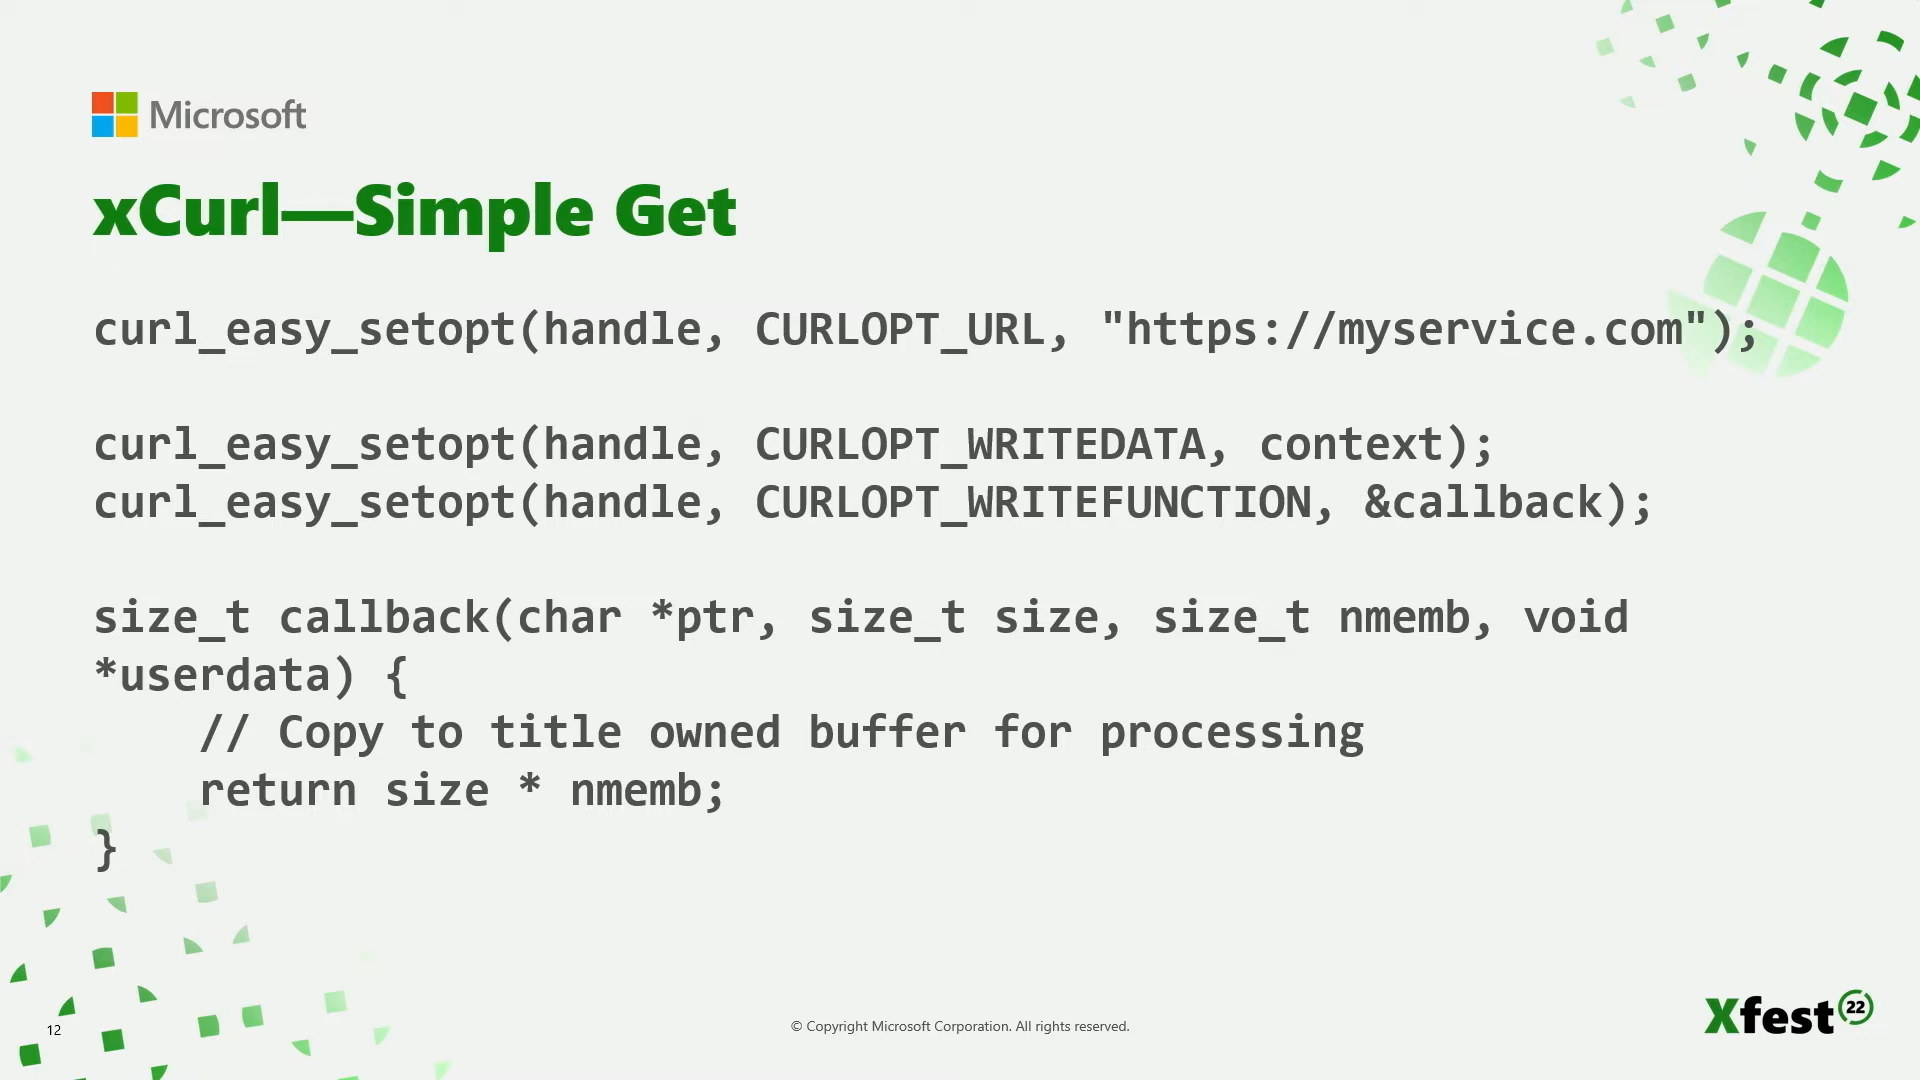 Microsoft
xCurl—Simple Get
curl_easy_setopt(handle, CURLOPT_URL, "https://myservice.com");
curl_easy_setopt(handle, CURLOPT_WRITEDATA, context);
curl_easy_setopt(handle, CURLOPT_WRITEFUNCTION, &callback);
size_t callback(char *ptr, size_t size, size_t nmemb, void
*userdata) {
    // Copy to title owned buffer for processing
    return size * nmemb;
}
12
© Copyright Microsoft Corporation. All rights reserved.
Xfest 22